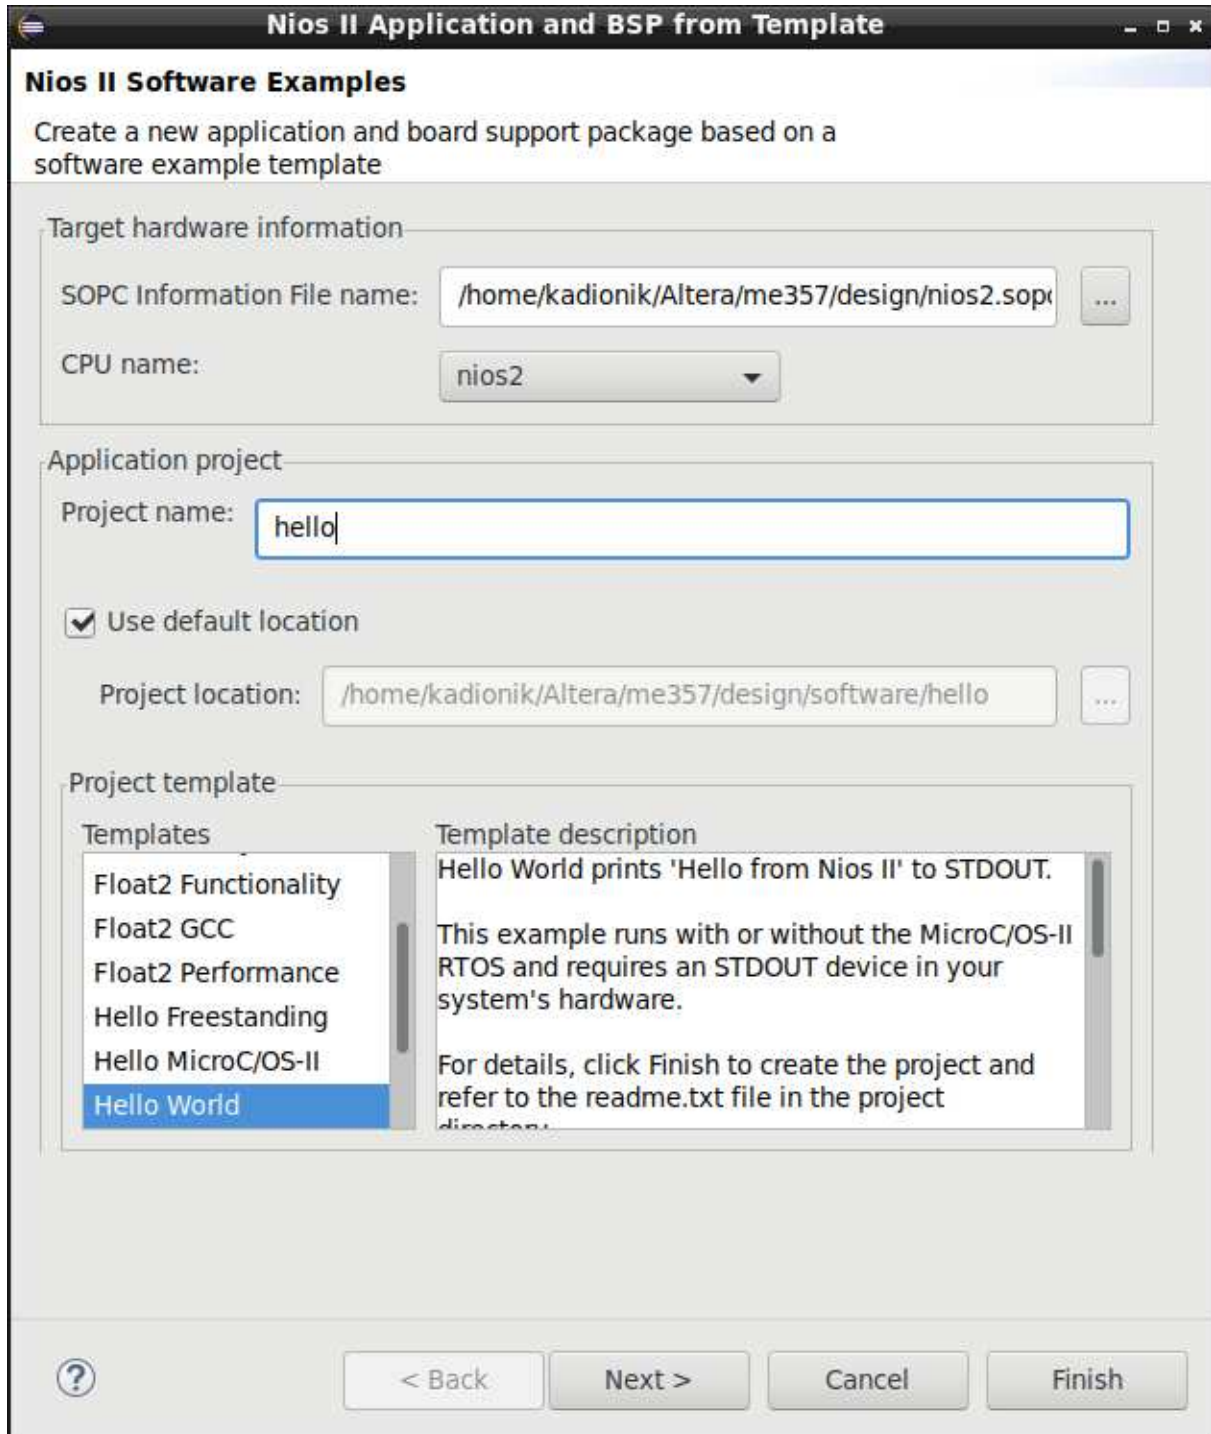 Nios II Application and BSP from Template
Nios II Software Examples
Create a new application and board support package based on a
software example template
Target hardware information
SOPC Information File name:
/home/kadionik/Altera/me357/design/nios2.sopc
...
CPU name:
nios2
Application project
Project name:
hello
Use default location
Project location:
/home/kadionik/Altera/me357/design/software/hello
...
Project template
Templates
Template description
Float2 Functionality
Float2 GCC
Float2 Performance
Hello Freestanding
Hello MicroC/OS-II
Hello World
Hello World prints 'Hello from Nios II' to STDOUT.
This example runs with or without the MicroC/OS-II
RTOS and requires an STDOUT device in your
system's hardware.
For details, click Finish to create the project and
refer to the readme.txt file in the project
directory.
?
< Back
Next >
Cancel
Finish